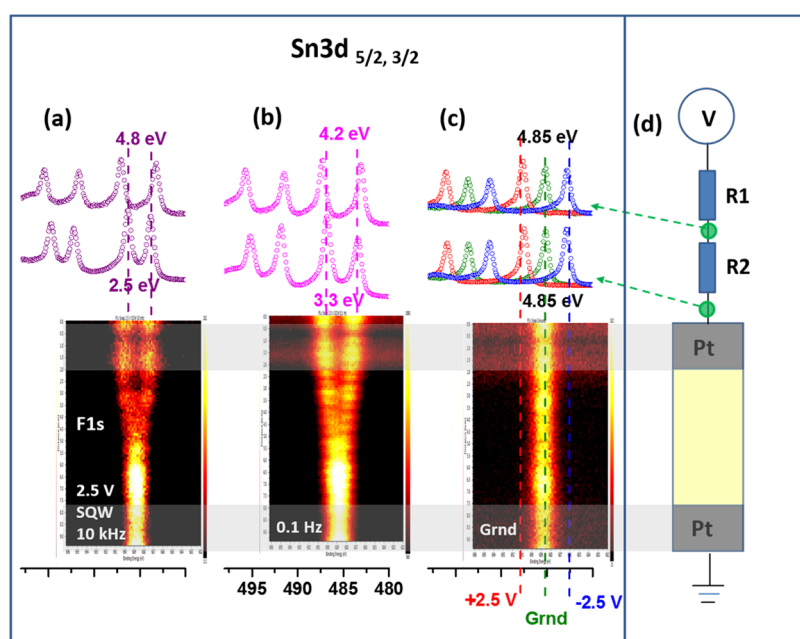 Sn3d 5/2, 3/2
(a)
4.8 eV
2.5 eV
F1s
2.5 V
SQW
10 kHz
(b)
4.2 eV
3.3 eV
0.1 Hz
495 490 485 480
(c)
4.85 eV
4.85 eV
Grnd
+2.5 V
Grnd
-2.5 V
(d)
V
R1
R2
Pt
Pt